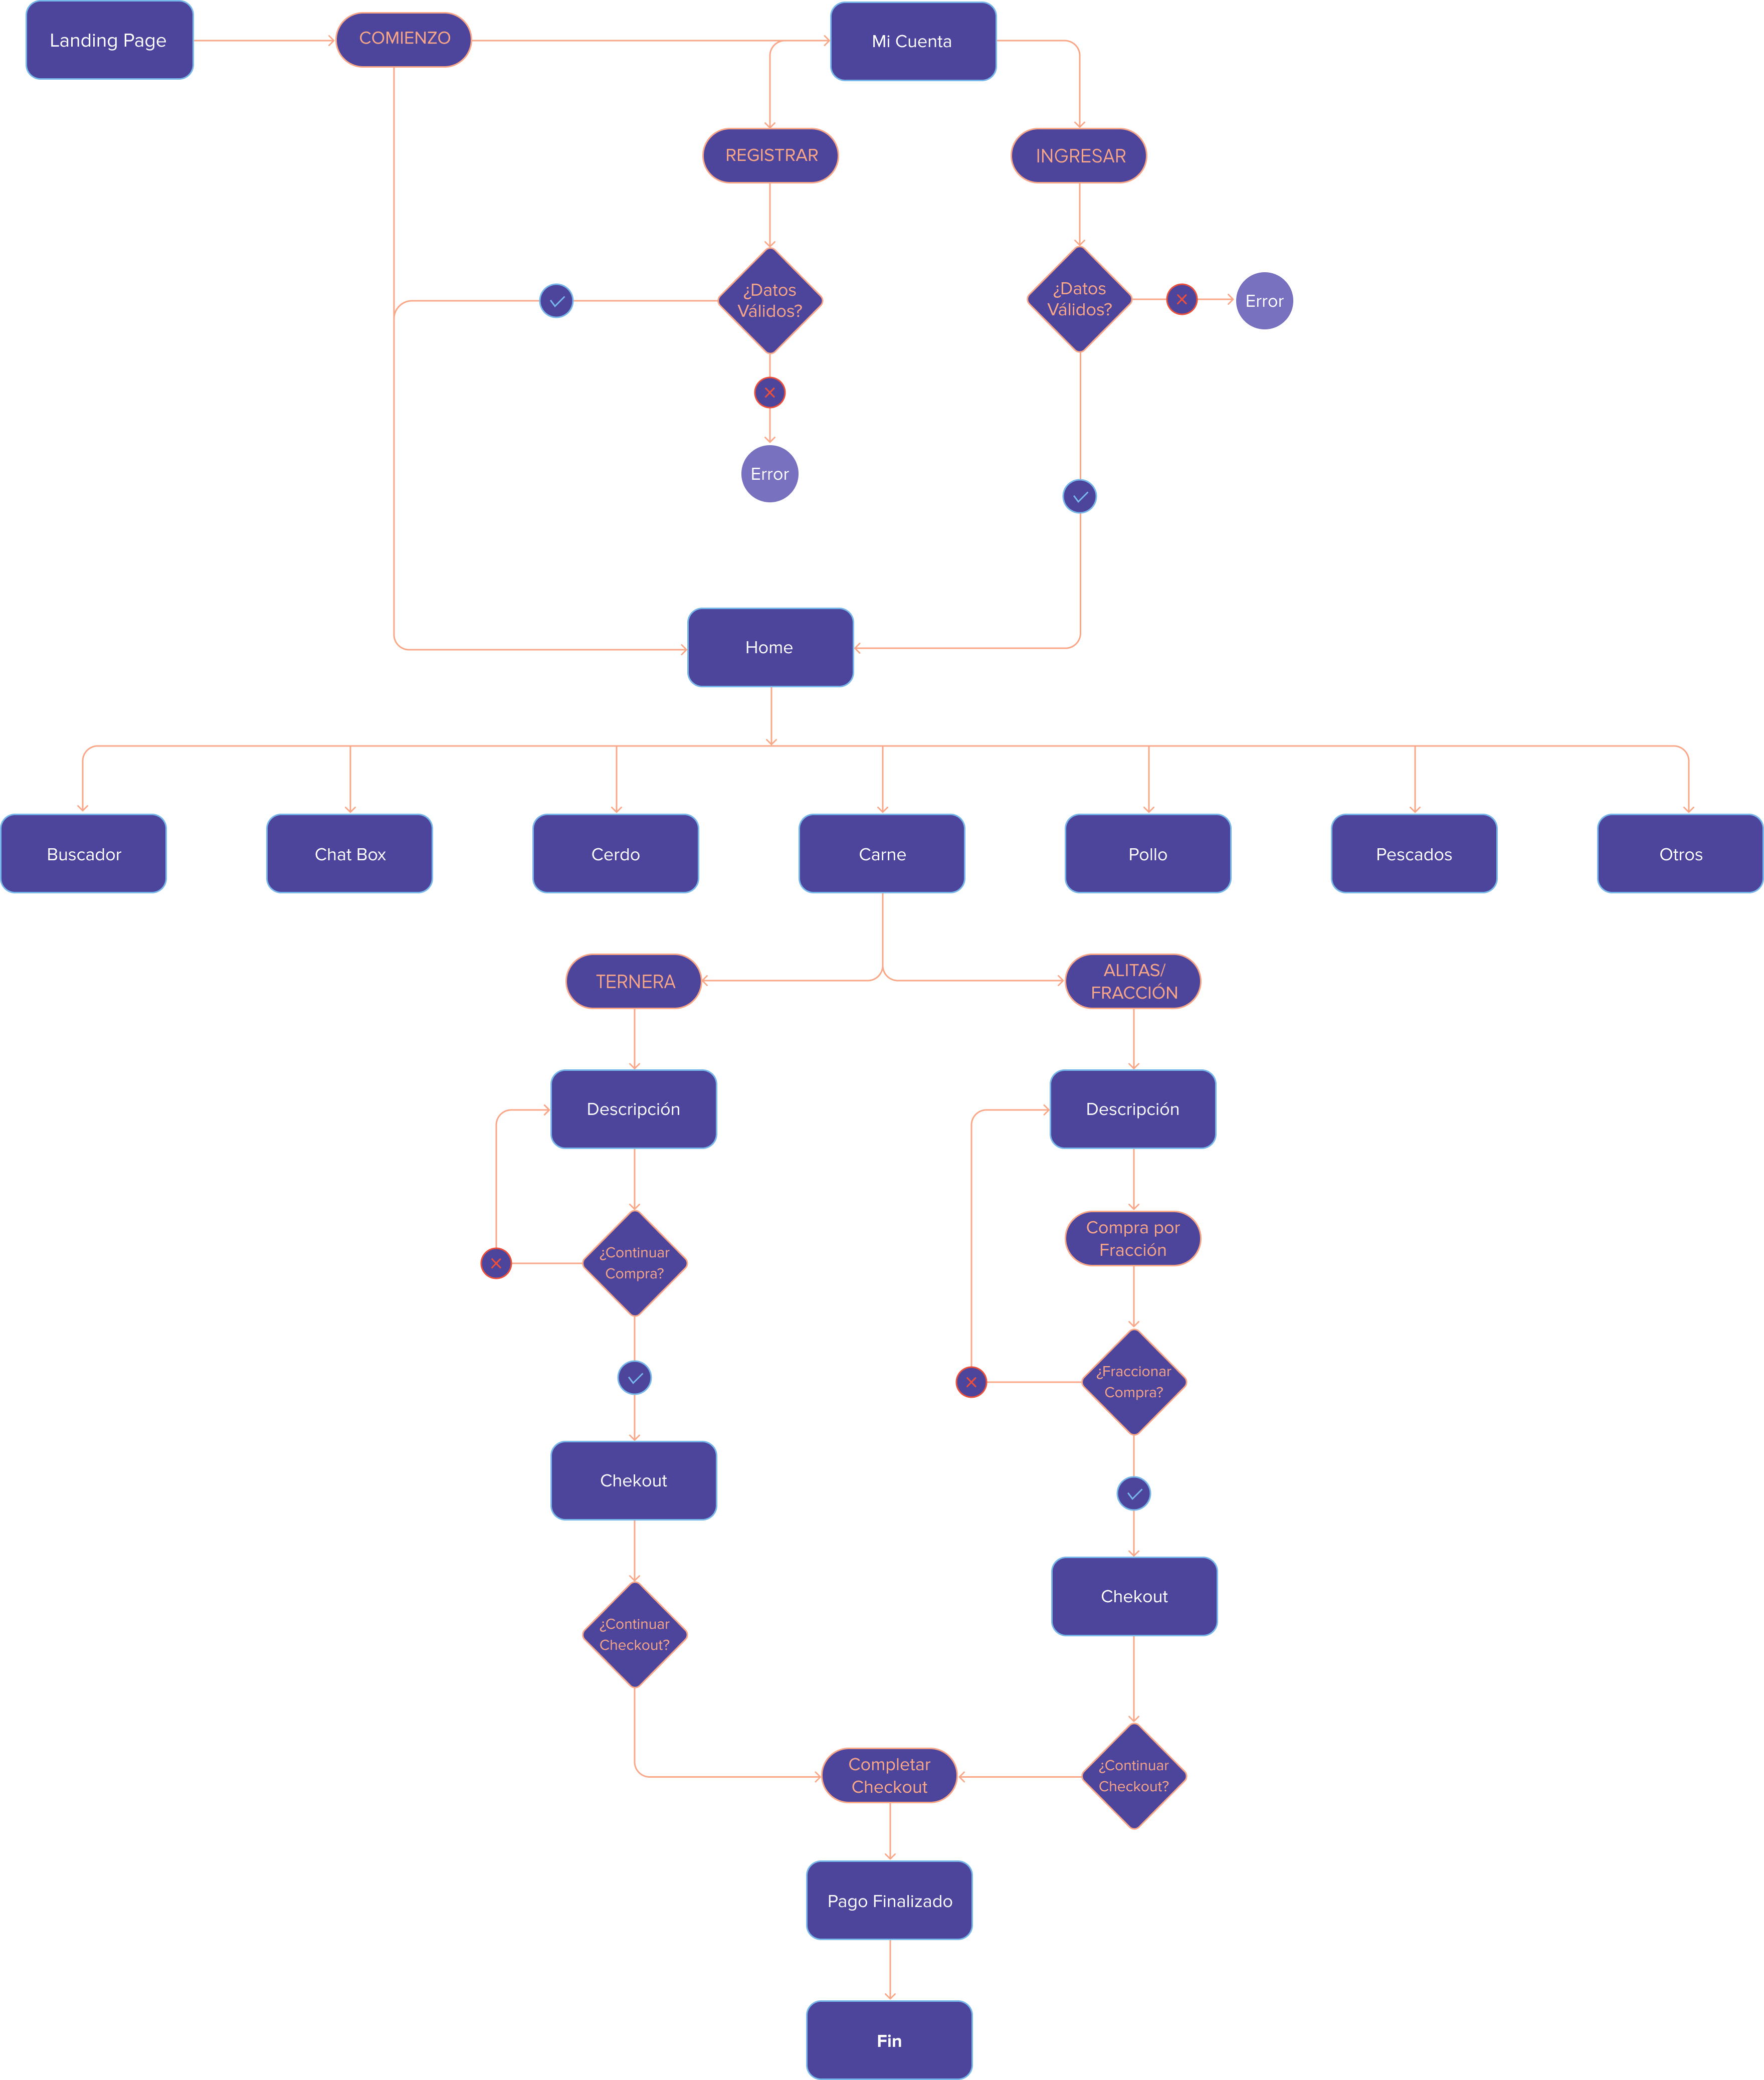 Landing Page
COMIENZO
Mi Cuenta
REGISTRAR
INGRESAR
¿Datos
Válidos?
¿Datos
Válidos?
Error
Error
Home
Buscador
Chat Box
Cerdo
Carne
Pollo
Pescados
Otros
TERNERA
ALITAS/
FRACCIÓN
Descripción
Descripción
¿Continuar
Compra?
Compra por
Fracción
¿Fraccionar
Compra?
Chekout
Chekout
¿Continuar
Checkout?
Completar
Checkout
¿Continuar
Checkout?
Pago Finalizado
Fin